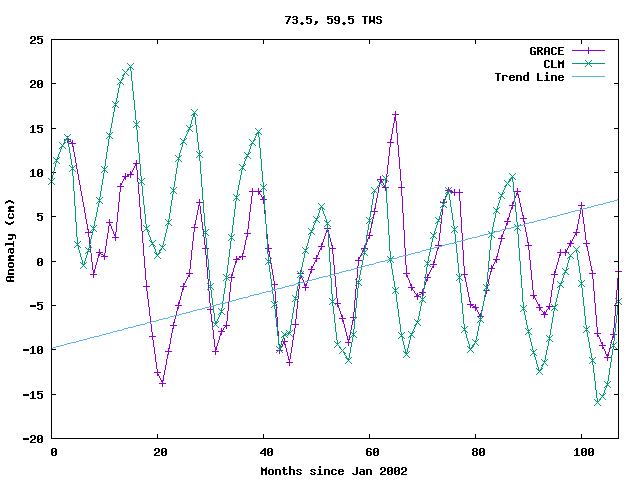 73.5, 59.5 TWS
GRACE
CLM
Trend Line
Anomaly (cm)
25
20
15
10
5
0
-5
-10
-15
-20
0 20 40 60 80 100
Months since Jan 2002